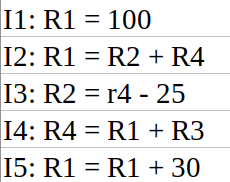 I1: R1 = 100
I2: R1 = R2 + R4
I3: R2 = r4 - 25
I4: R4 = R1 + R3
I5: R1 = R1 + 30